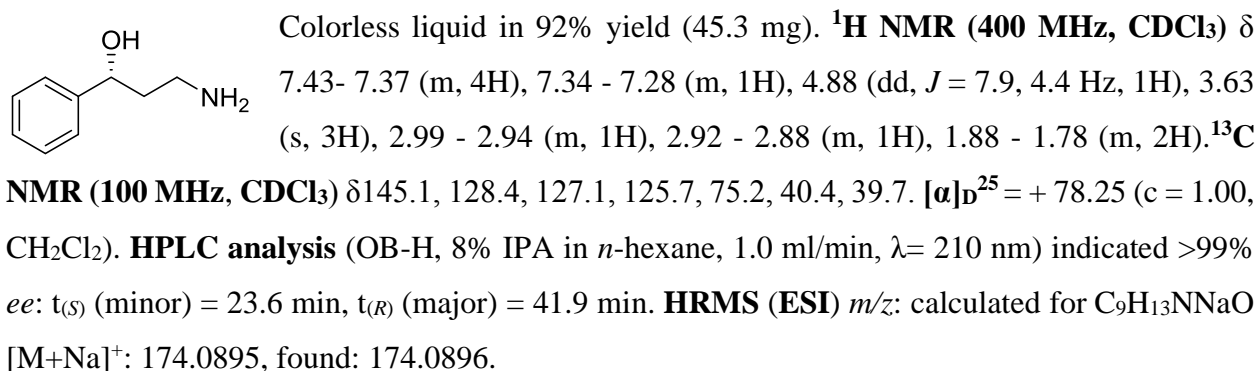 OH
NH₂
Colorless liquid in 92% yield (45.3 mg). ¹H NMR (400 MHz, CDCl₃) δ
7.43- 7.37 (m, 4H), 7.34 - 7.28 (m, 1H), 4.88 (dd, J = 7.9, 4.4 Hz, 1H), 3.63
(s, 3H), 2.99 - 2.94 (m, 1H), 2.92 - 2.88 (m, 1H), 1.88 - 1.78 (m, 2H).¹³C
NMR (100 MHz, CDCl₃) δ145.1, 128.4, 127.1, 125.7, 75.2, 40.4, 39.7. [α]D²⁵ = + 78.25 (c = 1.00,
CH₂Cl₂). HPLC analysis (OB-H, 8% IPA in n-hexane, 1.0 ml/min, λ= 210 nm) indicated >99%
ee: t(S) (minor) = 23.6 min, t(R) (major) = 41.9 min. HRMS (ESI) m/z: calculated for C₉H₁₃NNaO
[M+Na]⁺: 174.0895, found: 174.0896.